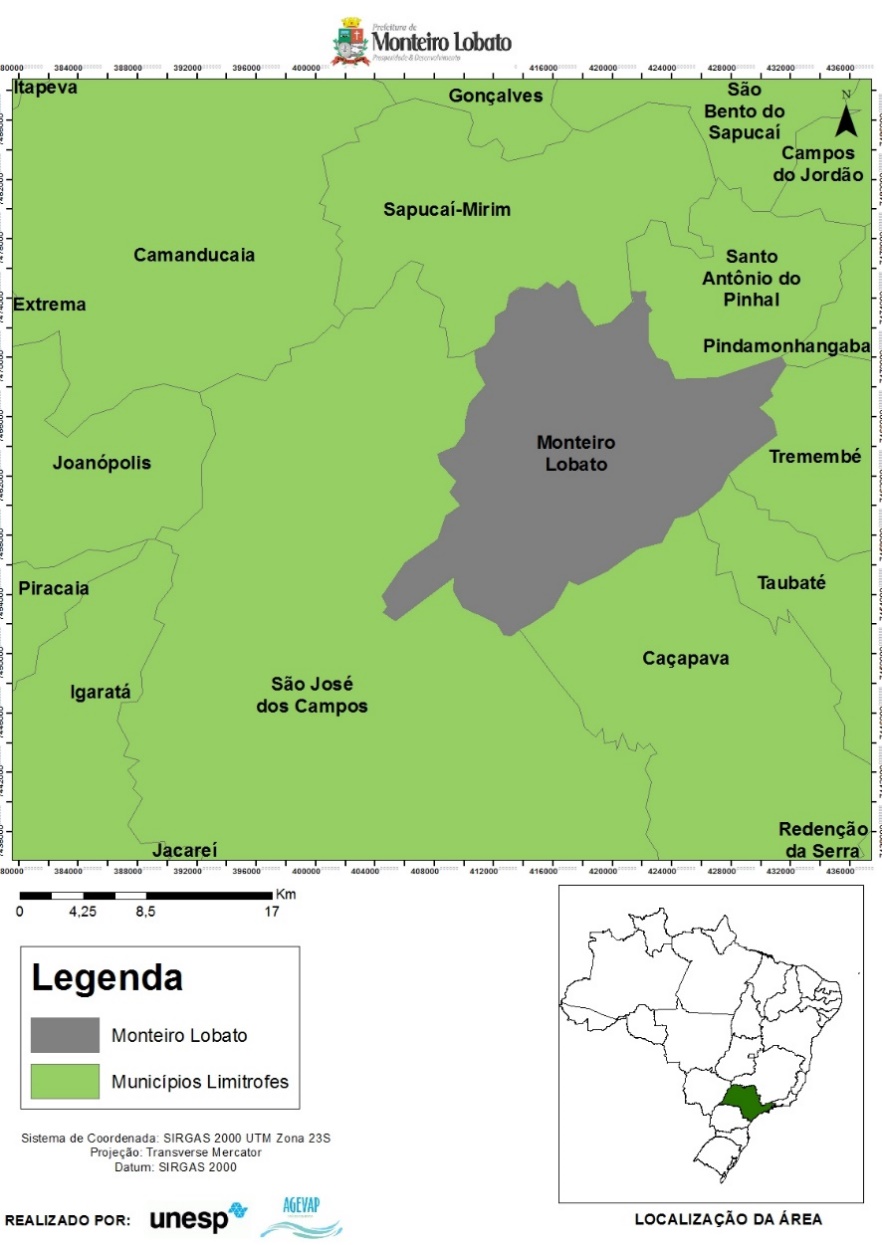 Prefeitura de
Monteiro Lobato
Prosperidade & Desenvolvimento
80000 384000 388000 392000 396000 400000 416000 420000 424000 428000 432000 436000
Itapeva
Gonçalves
São
Bento do
Sapucaí
N
Campos
do Jordão
Sapucaí-Mirim
Camanducaia
Santo
Antônio do
Pinhal
Extrema
Pindamonhangaba
Monteiro
Lobato
Joanópolis
Tremembé
Piracaia
Taubaté
Caçapava
Igaratá
São José
dos Campos
Redenção
da Serra
Jacareí
80000 384000 388000 392000 396000 400000 404000 408000 412000 416000 420000 424000 428000 432000 436000
Km
0 4,25 8,5 17
Legenda
Monteiro Lobato
Municípios Limitrofes
Sistema de Coordenada: SIRGAS 2000 UTM Zona 23S
Projeção: Transverse Mercator
Datum: SIRGAS 2000
REALIZADO POR: unesp AGEVAP
LOCALIZAÇÃO DA ÁREA